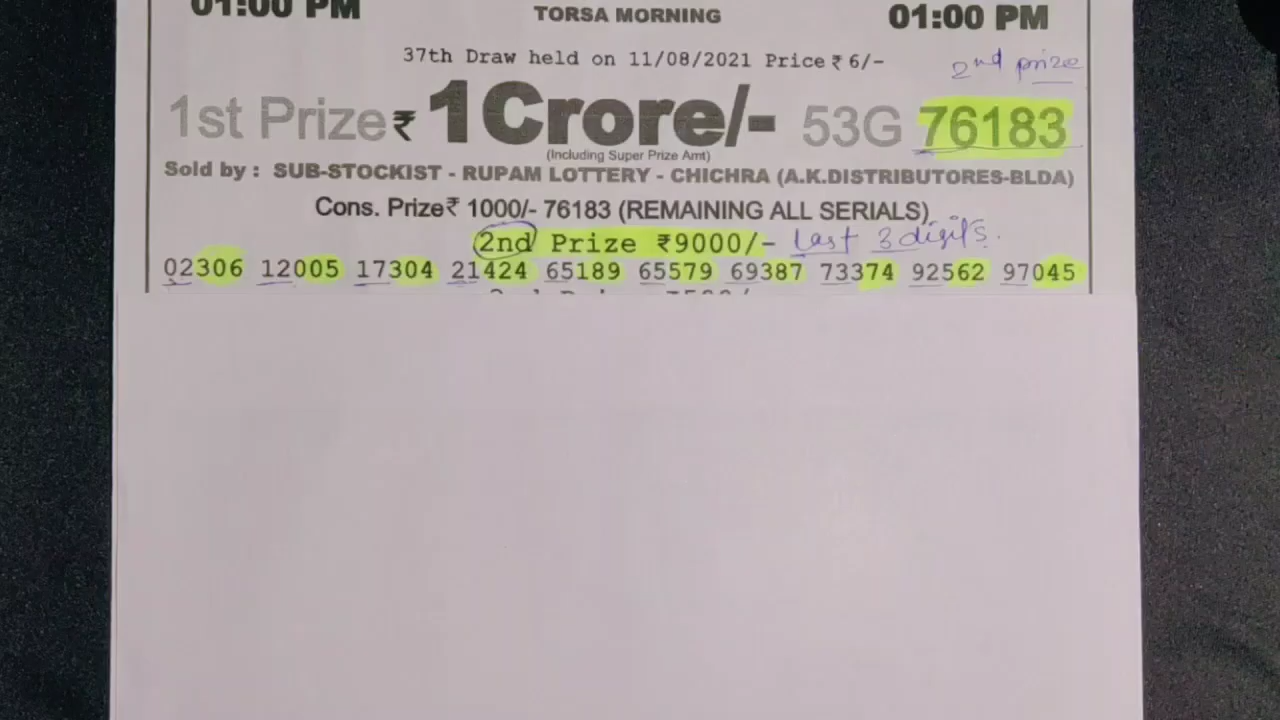 01:00 PM TORSA MORNING 01:00 PM
37th Draw held on 11/08/2021 Price ₹ 6/-
2nd prize
1st Prize ₹ 1Crore/- 53G 76183
(Including Super Prize Amt)
Sold by : SUB-STOCKIST - RUPAM LOTTERY - CHICHRA (A.K.DISTRIBUTORES-BLDA)
Cons. Prize ₹ 1000/- 76183 (REMAINING ALL SERIALS)
2nd Prize ₹9000/- Last 3 digits.
02306 12005 17304 21424 65189 65579 69387 73374 92562 97045